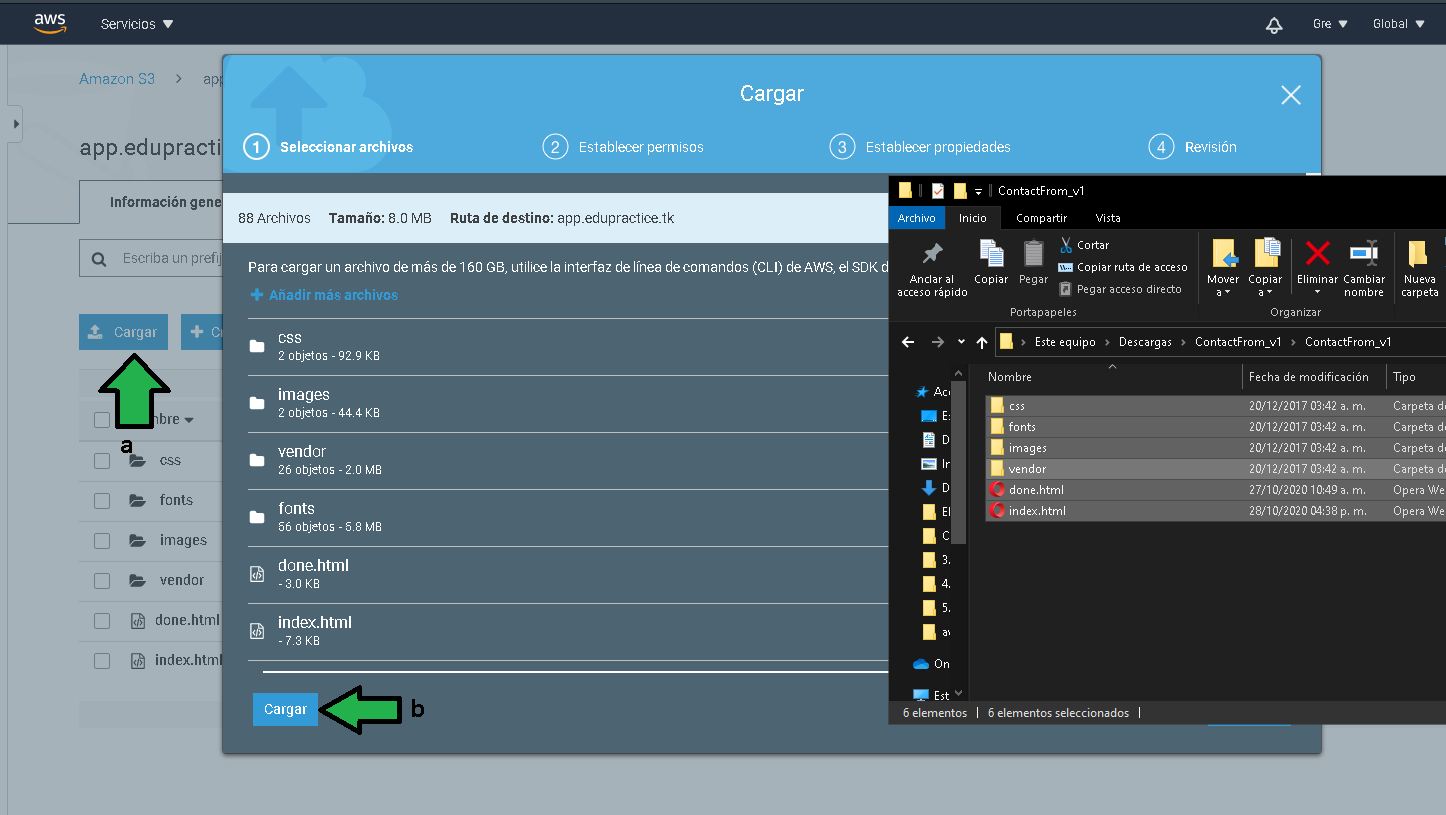 aws
Servicios
Gre
Global
Amazon S3 > app
app.edupracti
Información gene
Escriba un prefij
Cargar
a
css
fonts
images
vendor
done.html
index.html
Cargar
1 Seleccionar archivos
2 Establecer permisos
3 Establecer propiedades
4 Revisión
88 Archivos Tamaño: 8.0 MB Ruta de destino: app.edupractice.tk
Para cargar un archivo de más de 160 GB, utilice la interfaz de línea de comandos (CLI) de AWS, el SDK d
+ Añadir más archivos
css
2 objetos - 92.9 KB
images
2 objetos - 44.4 KB
vendor
26 objetos - 2.0 MB
fonts
56 objetos - 5.8 MB
done.html
- 3.0 KB
index.html
- 7.3 KB
Cargar
b
ContactFrom_v1
Archivo Inicio Compartir Vista
Anclar al
acceso rápido
Copiar
Pegar
Cortar
Copiar ruta de acceso
Pegar acceso directo
Portapapeles
Mover
a
Copiar
a
Eliminar
Cambiar
nombre
Organizar
Nueva
carpeta
Este equipo > Descargas > ContactFrom_v1 > ContactFrom_v1
Nombre Fecha de modificación Tipo
css 20/12/2017 03:42 a. m. Carpeta de
fonts 20/12/2017 03:42 a. m. Carpeta de
images 20/12/2017 03:42 a. m. Carpeta de
vendor 20/12/2017 03:42 a. m. Carpeta de
done.html 27/10/2020 10:49 a. m. Opera We
index.html 28/10/2020 04:38 p. m. Opera We
Acc
D
D
3.
4.
5.
On
Est
6 elementos | 6 elementos seleccionados |